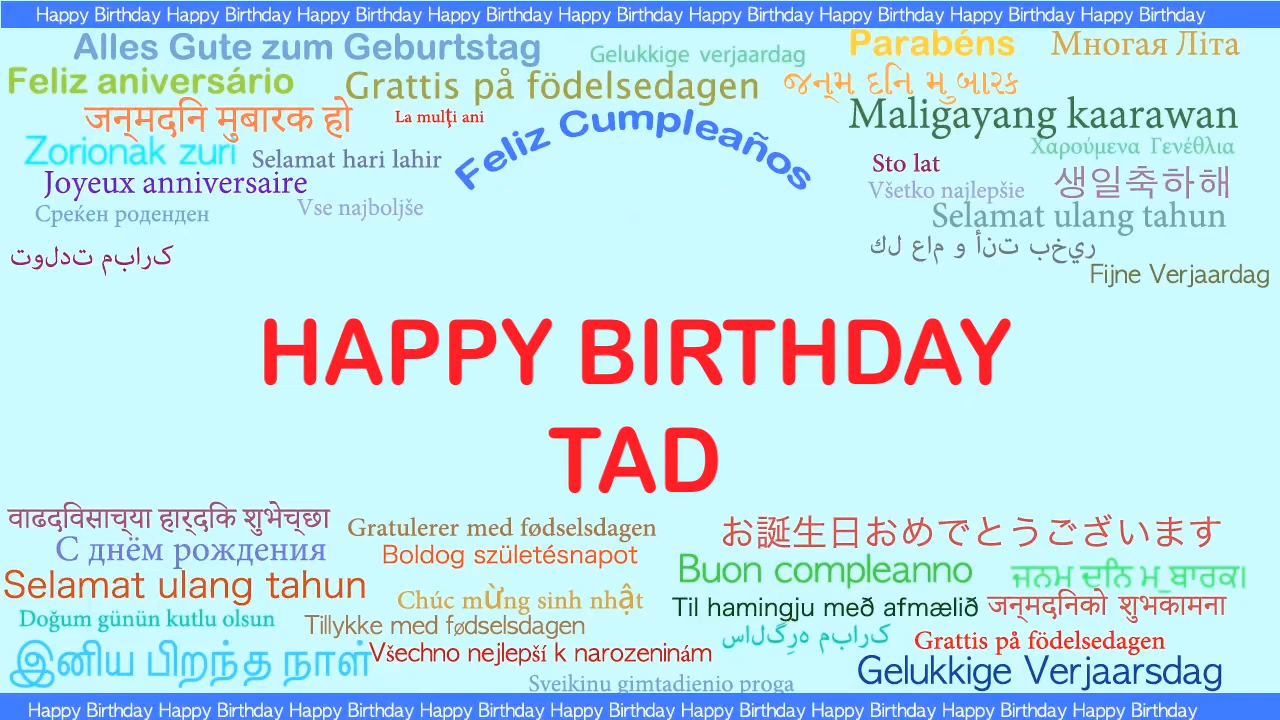 Happy Birthday Happy Birthday Happy Birthday Happy Birthday Happy Birthday Happy Birthday Happy Birthday Happy Birthday Happy Birthday
Alles Gute zum Geburtstag
Gelukkige verjaardag
Parabéns
Многая Літа
Feliz aniversário
Grattis på födelsedagen
જન્મ દિન મુબારક
जन्मदिन मुबारक हो
La mulţi ani
Feliz Cumpleaños
Maligayang kaarawan
Χαρούμενα Γενέθλια
Zorionak zuri
Selamat hari lahir
Sto lat
Joyeux anniversaire
Všetko najlepšie
생일축하해
Среќен роденден
Vse najboljše
Selamat ulang tahun
تولدت مبارک
كل عام و أنت بخير
Fijne Verjaardag
HAPPY BIRTHDAY
TAD
वाढदिवसाच्या हार्दिक शुभेच्छा
Gratulerer med fødselsdagen
お誕生日おめでとうございます
С днём рождения
Boldog születésnapot
Buon compleanno
ਜਨਮ ਦਿਨ ਮੁਬਾਰਕ।
Selamat ulang tahun
Chúc mừng sinh nhật
Til hamingju með afmælið
जन्मदिनको शुभकामना
Doğum günün kutlu olsun
Tillykke med fødselsdagen
سالگرہ مبارک
Grattis på födelsedagen
இனிய பிறந்த நாள்
Všechno nejlepší k narozeninám
Gelukkige Verjaarsdag
Sveikinu gimtadienio proga
Happy Birthday Happy Birthday Happy Birthday Happy Birthday Happy Birthday Happy Birthday Happy Birthday Happy Birthday Happy Birthday